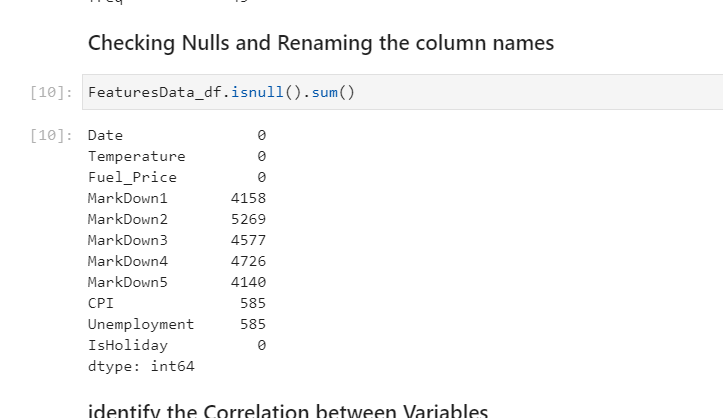 Checking Nulls and Renaming the column names
[10]: FeaturesData_df.isnull().sum()
[10]: Date 0
Temperature 0
Fuel_Price 0
MarkDown1 4158
MarkDown2 5269
MarkDown3 4577
MarkDown4 4726
MarkDown5 4140
CPI 585
Unemployment 585
IsHoliday 0
dtype: int64
identify the Correlation between Variables